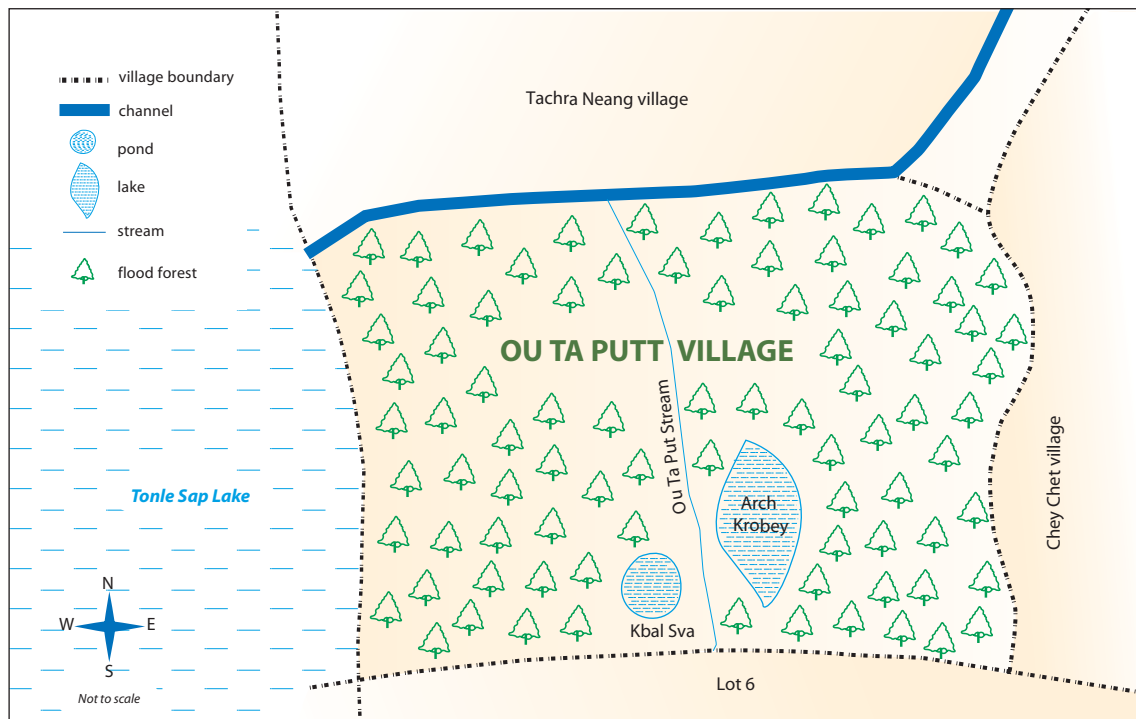 village boundary
channel
pond
lake
stream
flood forest
Tachra Neang village
OU TA PUTT VILLAGE
Ou Ta Put Stream
Arch
Krobey
Kbal Sva
Chey Chet village
Tonle Sap Lake
N
W E
S
Not to scale
Lot 6